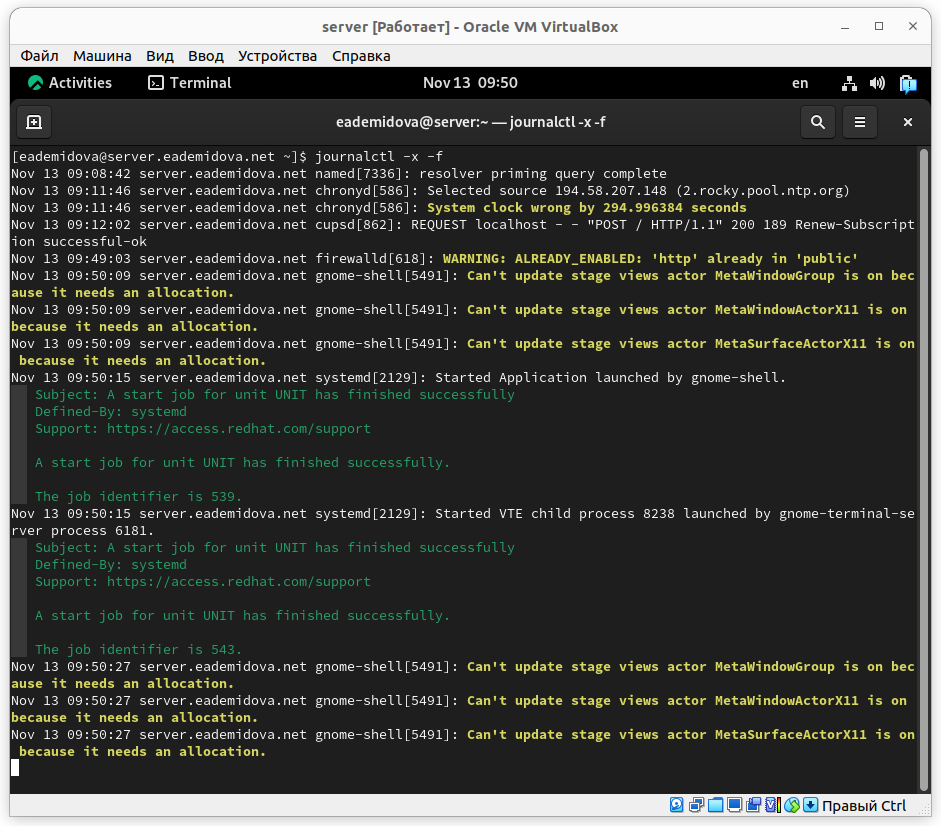 server [Работает] - Oracle VM VirtualBox
Файл Машина Вид Ввод Устройства Справка
Activities Terminal Nov 13 09:50 en
eademidova@server:~ — journalctl -x -f
[eademidova@server.eademidova.net ~]$ journalctl -x -f
Nov 13 09:08:42 server.eademidova.net named[7336]: resolver priming query complete
Nov 13 09:11:46 server.eademidova.net chronyd[586]: Selected source 194.58.207.148 (2.rocky.pool.ntp.org)
Nov 13 09:11:46 server.eademidova.net chronyd[586]: System clock wrong by 294.996384 seconds
Nov 13 09:12:02 server.eademidova.net cupsd[862]: REQUEST localhost - - "POST / HTTP/1.1" 200 189 Renew-Subscript
ion successful-ok
Nov 13 09:49:03 server.eademidova.net firewalld[618]: WARNING: ALREADY_ENABLED: 'http' already in 'public'
Nov 13 09:50:09 server.eademidova.net gnome-shell[5491]: Can't update stage views actor MetaWindowGroup is on bec
ause it needs an allocation.
Nov 13 09:50:09 server.eademidova.net gnome-shell[5491]: Can't update stage views actor MetaWindowActorX11 is on
because it needs an allocation.
Nov 13 09:50:09 server.eademidova.net gnome-shell[5491]: Can't update stage views actor MetaSurfaceActorX11 is on
because it needs an allocation.
Nov 13 09:50:15 server.eademidova.net systemd[2129]: Started Application launched by gnome-shell.
Subject: A start job for unit UNIT has finished successfully
Defined-By: systemd
Support: https://access.redhat.com/support
A start job for unit UNIT has finished successfully.
The job identifier is 539.
Nov 13 09:50:15 server.eademidova.net systemd[2129]: Started VTE child process 8238 launched by gnome-terminal-se
rver process 6181.
Subject: A start job for unit UNIT has finished successfully
Defined-By: systemd
Support: https://access.redhat.com/support
A start job for unit UNIT has finished successfully.
The job identifier is 543.
Nov 13 09:50:27 server.eademidova.net gnome-shell[5491]: Can't update stage views actor MetaWindowGroup is on bec
ause it needs an allocation.
Nov 13 09:50:27 server.eademidova.net gnome-shell[5491]: Can't update stage views actor MetaWindowActorX11 is on
because it needs an allocation.
Nov 13 09:50:27 server.eademidova.net gnome-shell[5491]: Can't update stage views actor MetaSurfaceActorX11 is on
because it needs an allocation.
Правый Ctrl